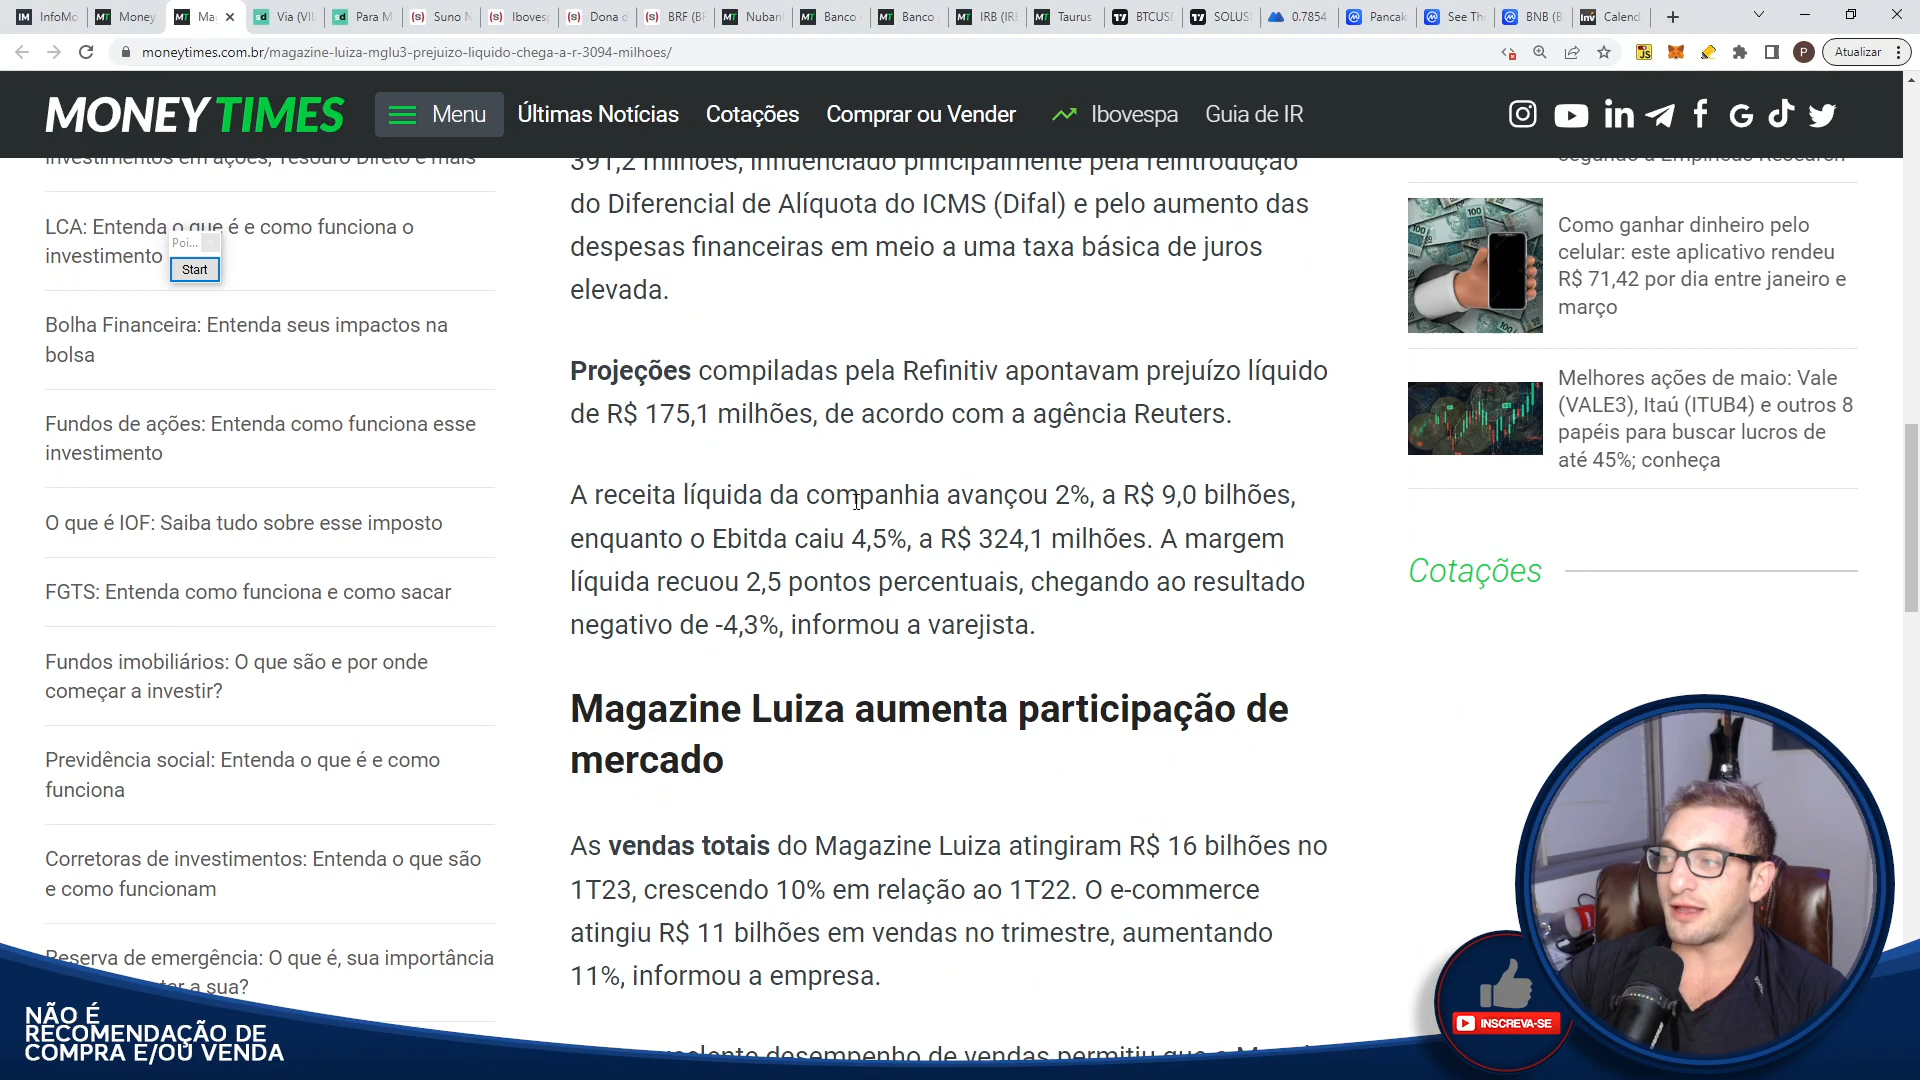 InfoMo
Money
Ma
Via (VII
Para M
Suno N
Ibovesp
Dona d
BRF (BF
Nubani
Banco
Banco
IRB (IR
Taurus
BTCUSD
SOLUS
0.7854
Pancak
See Th
BNB (B
Calend
moneytimes.com.br/magazine-luiza-mglu3-prejuizo-liquido-chega-a-r-3094-milhoes/
JS
P
Atualizar
MONEY TIMES
Menu
Últimas Notícias
Cotações
Comprar ou Vender
Ibovespa
Guia de IR
investimentos em ações, Tesouro Direto e mais
LCA: Entenda o que é e como funciona o
investimento
Poi...
Start
Bolha Financeira: Entenda seus impactos na
bolsa
Fundos de ações: Entenda como funciona esse
investimento
O que é IOF: Saiba tudo sobre esse imposto
FGTS: Entenda como funciona e como sacar
Fundos imobiliários: O que são e por onde
começar a investir?
Previdência social: Entenda o que é e como
funciona
Corretoras de investimentos: Entenda o que são
e como funcionam
Reserva de emergência: O que é, sua importância
a sua?
391,2 milhões, influenciado principalmente pela reintrodução
do Diferencial de Alíquota do ICMS (Difal) e pelo aumento das
despesas financeiras em meio a uma taxa básica de juros
elevada.
Projeções compiladas pela Refinitiv apontavam prejuízo líquido
de R$ 175,1 milhões, de acordo com a agência Reuters.
A receita líquida da companhia avançou 2%, a R$ 9,0 bilhões,
enquanto o Ebitda caiu 4,5%, a R$ 324,1 milhões. A margem
líquida recuou 2,5 pontos percentuais, chegando ao resultado
negativo de -4,3%, informou a varejista.
Magazine Luiza aumenta participação de
mercado
As vendas totais do Magazine Luiza atingiram R$ 16 bilhões no
1T23, crescendo 10% em relação ao 1T22. O e-commerce
atingiu R$ 11 bilhões em vendas no trimestre, aumentando
11%, informou a empresa.
desempenho de vendas permitiu que o
segundo a Empiricus Research
Como ganhar dinheiro pelo
celular: este aplicativo rendeu
R$ 71,42 por dia entre janeiro e
março
Melhores ações de maio: Vale
(VALE3), Itaú (ITUB4) e outros 8
papéis para buscar lucros de
até 45%; conheça
Cotações
INSCREVA-SE
NÃO É
RECOMENDAÇÃO DE
COMPRA E/OU VENDA